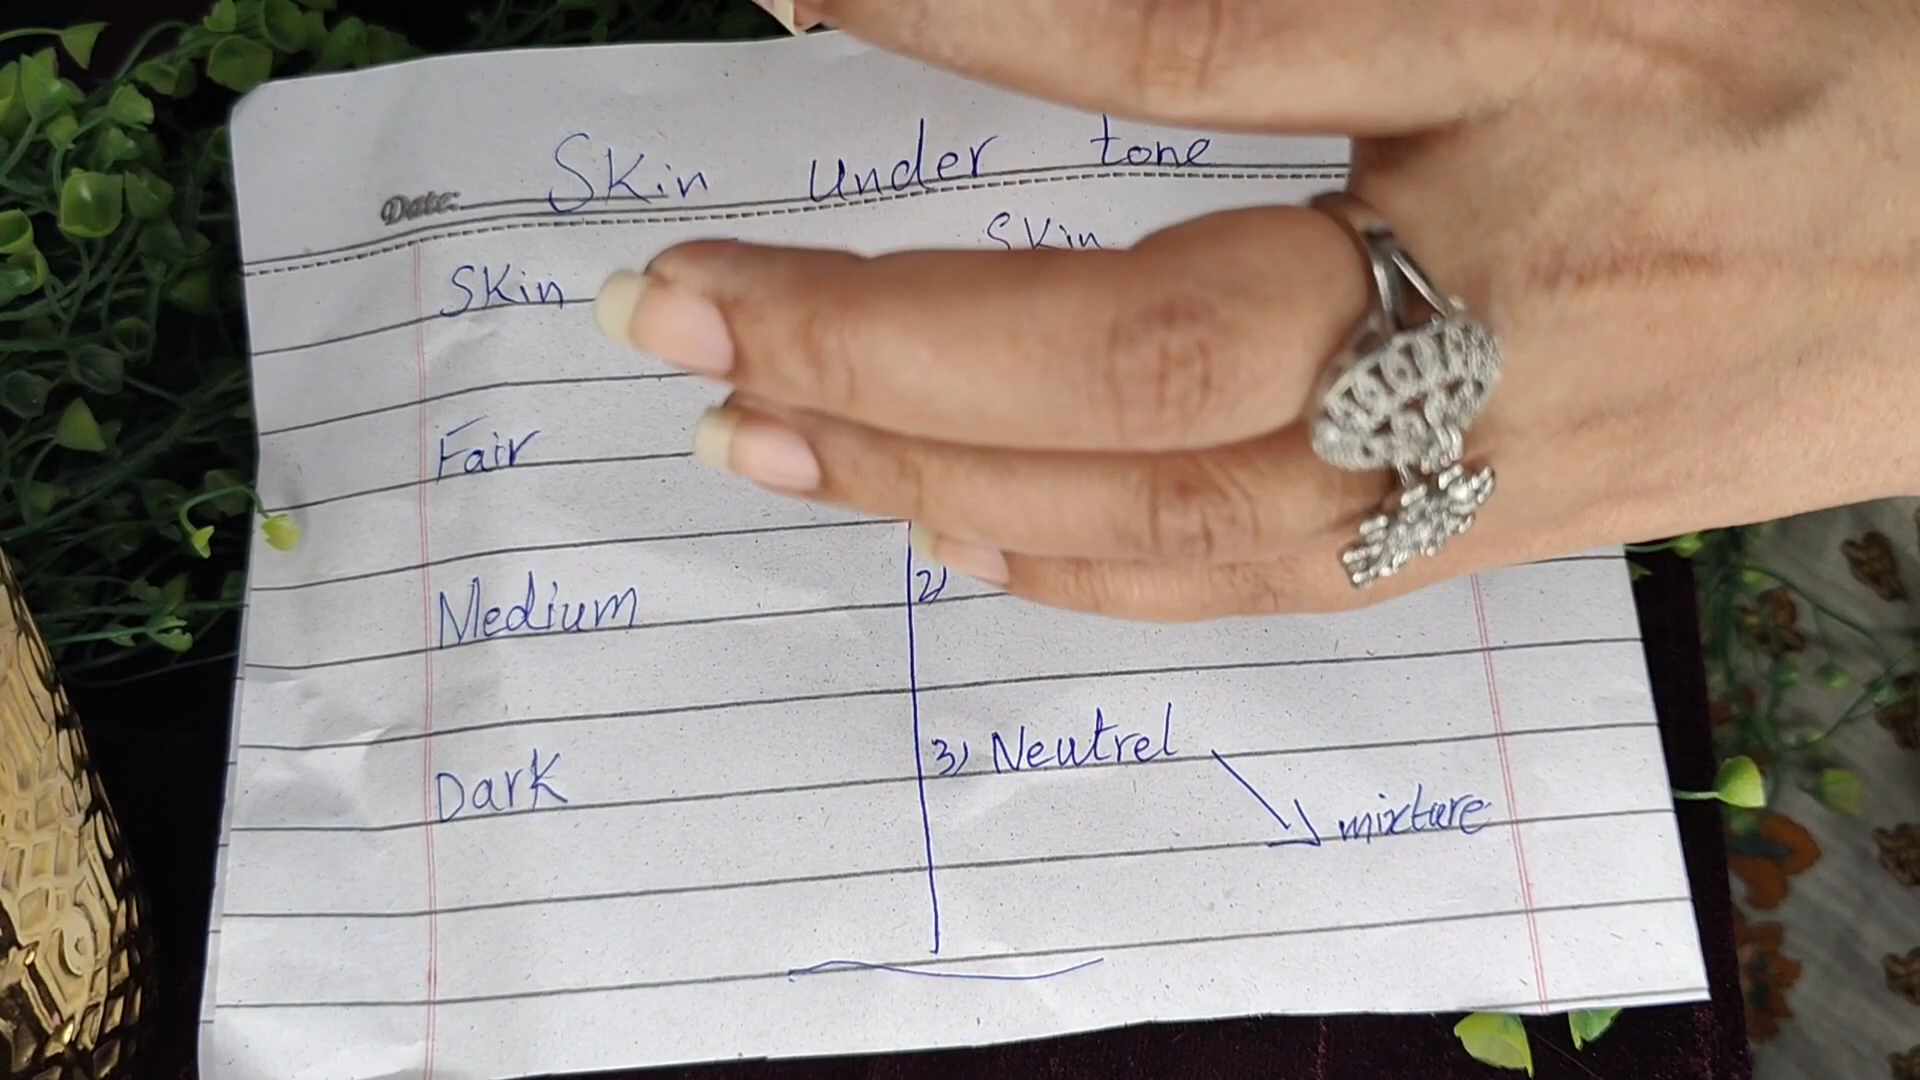 Skin under tone
Date:
Skin
Skin
Fair
Medium
2)
Dark
3) Neutrel
mixture